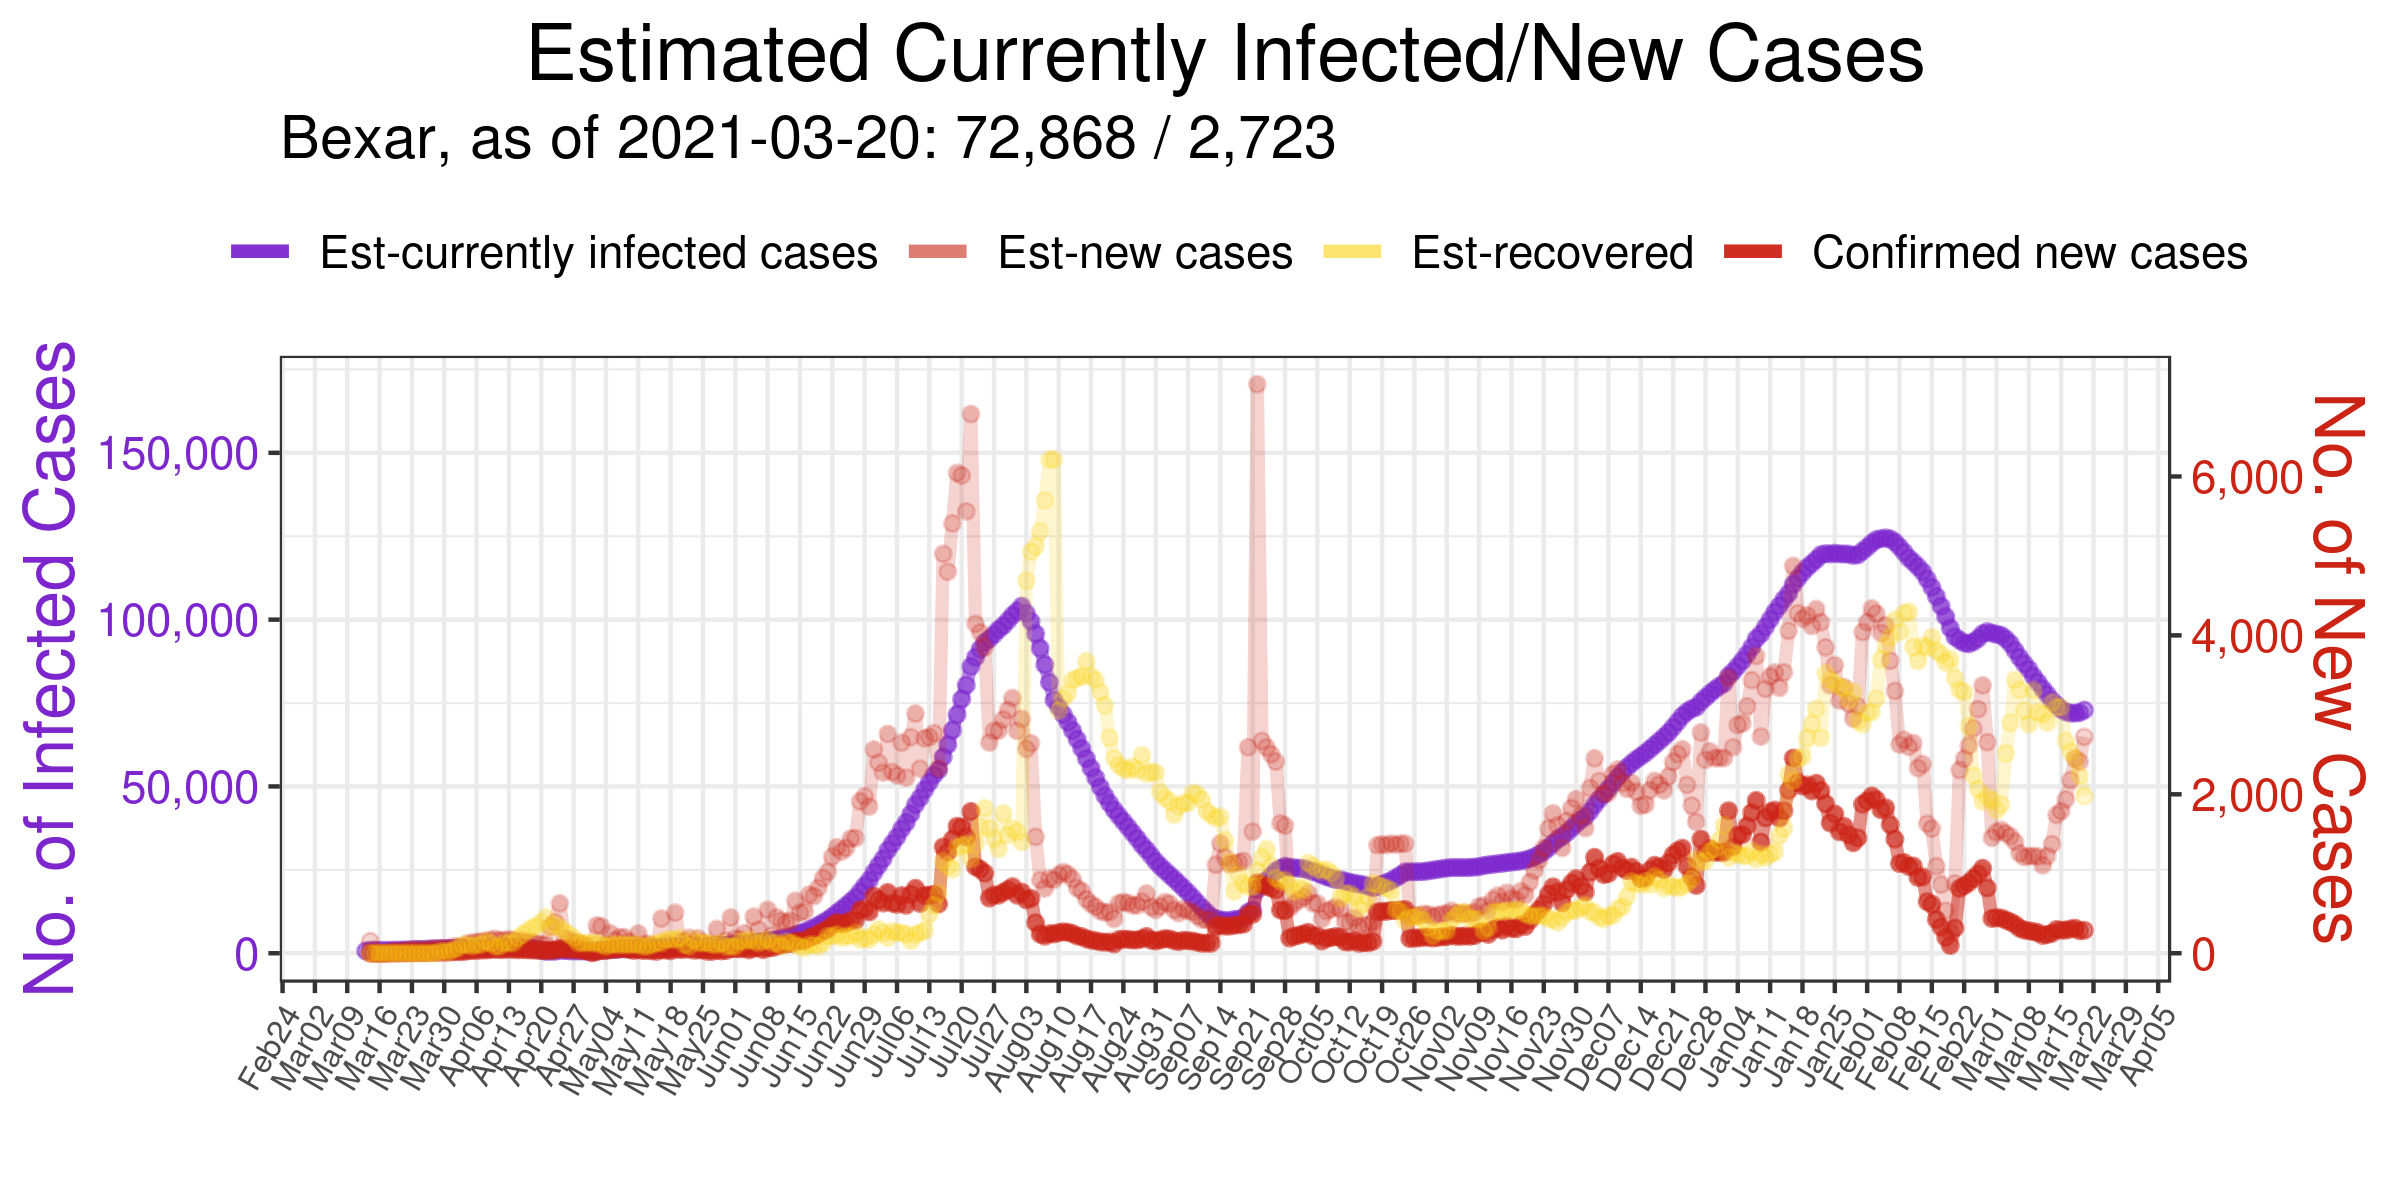 Estimated Currently Infected/New Cases
Bexar, as of 2021-03-20: 72,868 / 2,723
Est-currently infected cases Est-new cases Est-recovered Confirmed new cases
No. of Infected Cases
150,000
100,000
50,000
0
No. of New Cases
6,000
4,000
2,000
0
Feb24 Mar02 Mar09 Mar16 Mar23 Mar30 Apr06 Apr13 Apr20 Apr27 May04 May11 May18 May25 Jun01 Jun08 Jun15 Jun22 Jun29 Jul06 Jul13 Jul20 Jul27 Aug03 Aug10 Aug17 Aug24 Aug31 Sep07 Sep14 Sep21 Sep28 Oct05 Oct12 Oct19 Oct26 Nov02 Nov09 Nov16 Nov23 Nov30 Dec07 Dec14 Dec21 Dec28 Jan04 Jan11 Jan18 Jan25 Feb01 Feb08 Feb15 Feb22 Mar01 Mar08 Mar15 Mar22 Mar29 Apr05